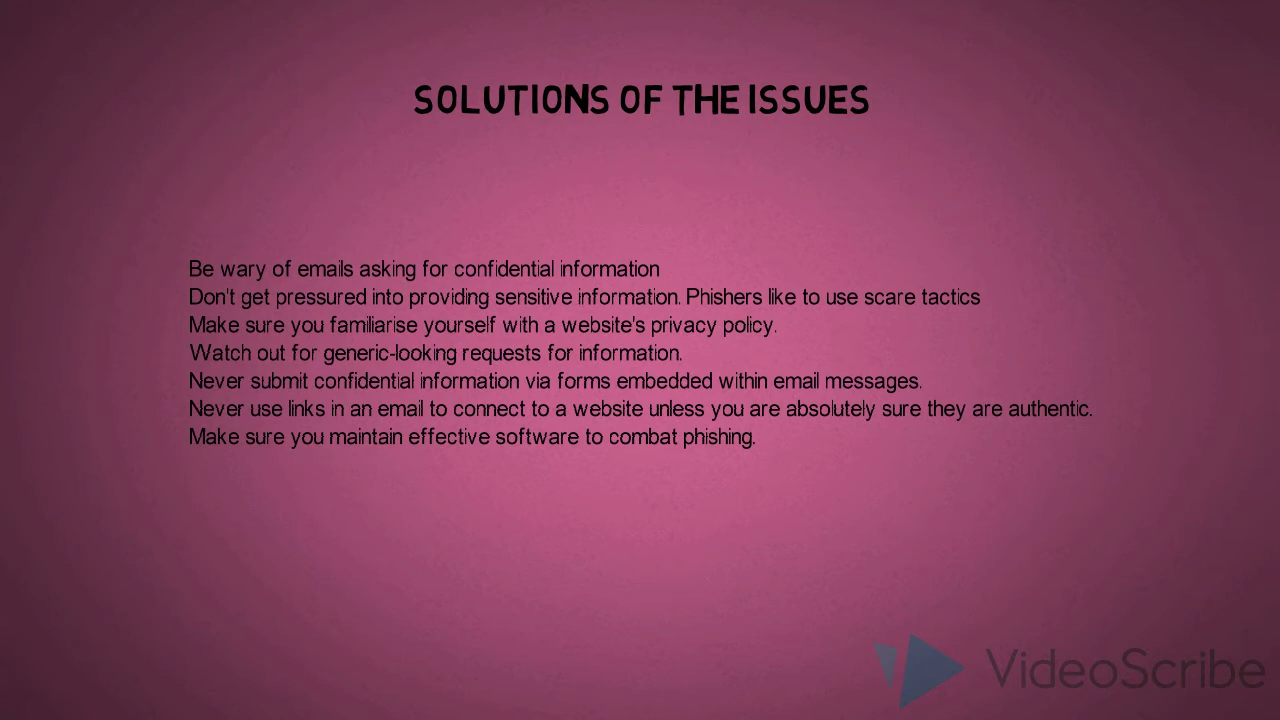 SOLUTIONS OF THE ISSUES
Be wary of emails asking for confidential information
Don't get pressured into providing sensitive information. Phishers like to use scare tactics
Make sure you familiarise yourself with a website's privacy policy.
Watch out for generic-looking requests for information.
Never submit confidential information via forms embedded within email messages.
Never use links in an email to connect to a website unless you are absolutely sure they are authentic.
Make sure you maintain effective software to combat phishing.
VideoScribe